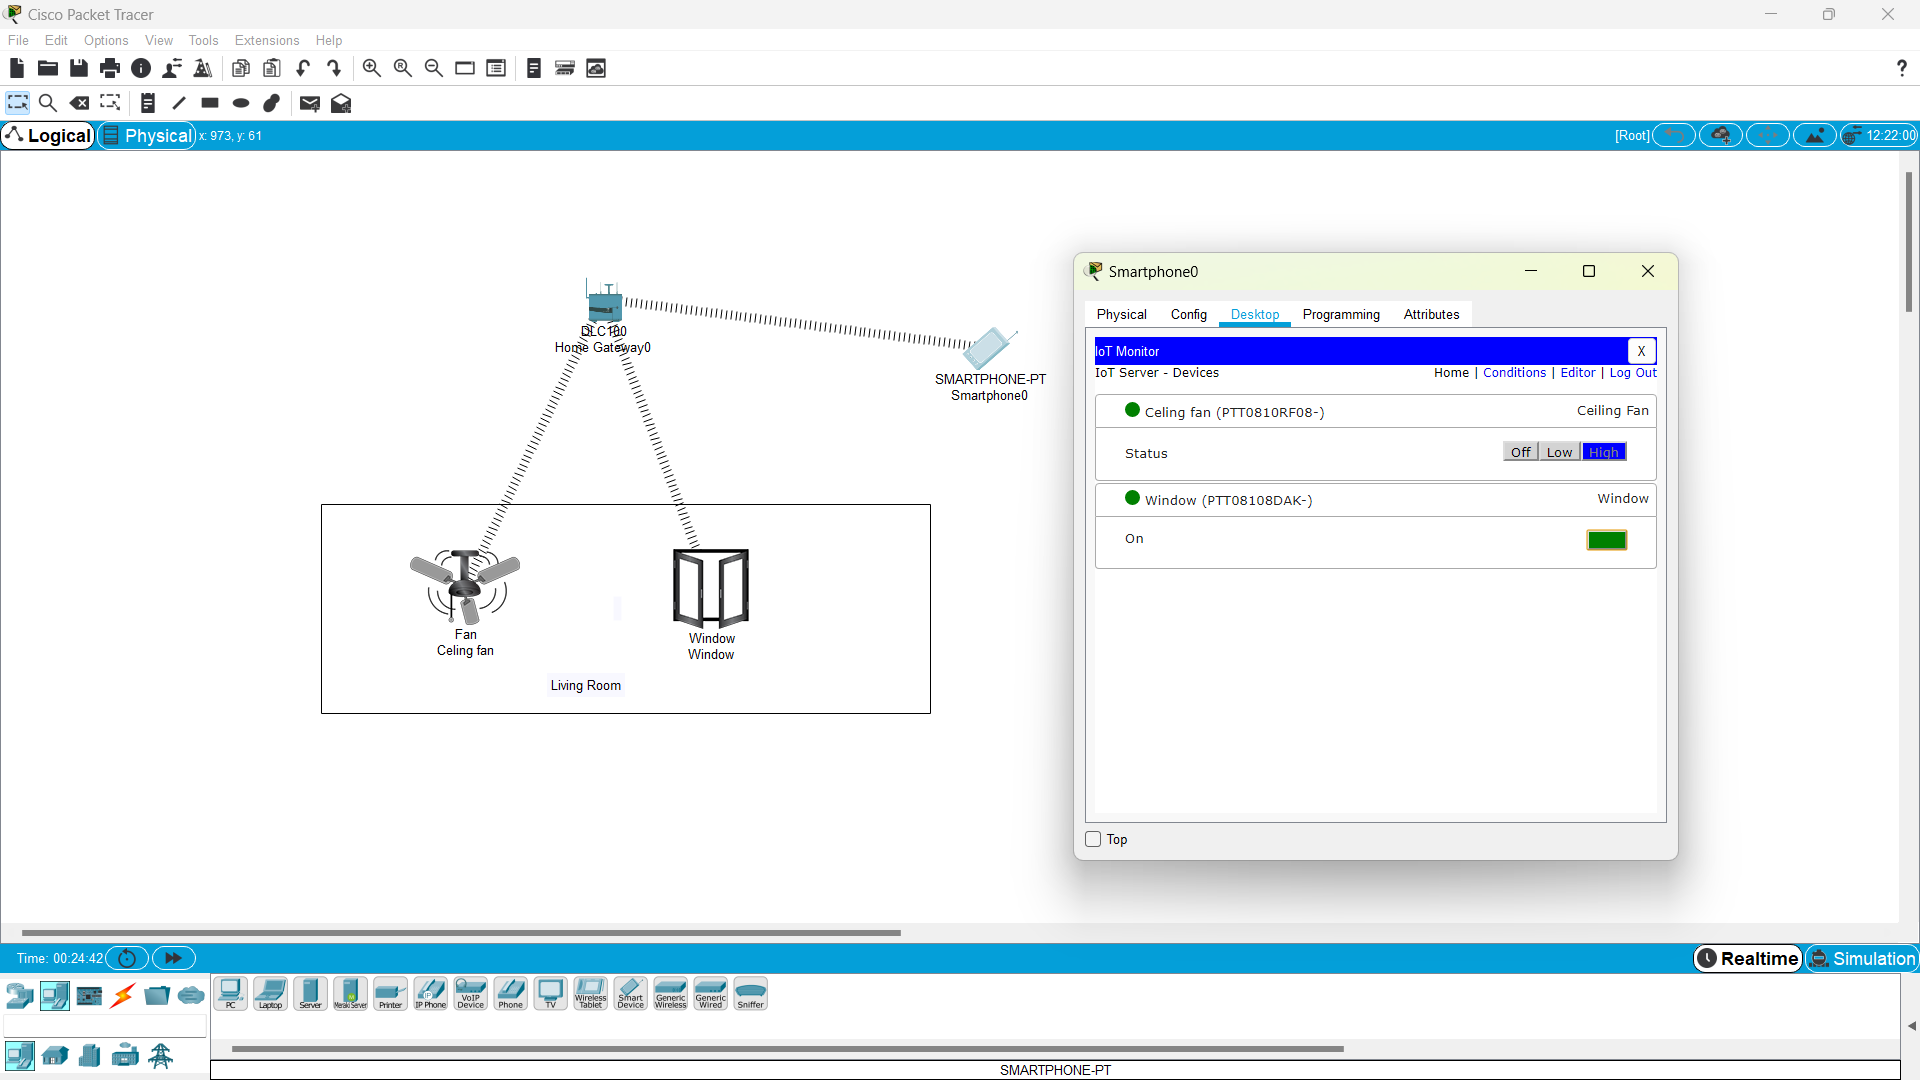 Cisco Packet Tracer
File Edit Options View Tools Extensions Help
?
Logical Physical x: 973, y: 61 [Root] 12:22:00
DLC100
Home Gateway0
SMARTPHONE-PT
Smartphone0
Fan
Celing fan
Window
Window
Living Room
Smartphone0
Physical Config Desktop Programming Attributes
IoT Monitor X
IoT Server - Devices Home | Conditions | Editor | Log Out
Celing fan (PTT0810RF08-) Ceiling Fan
Status Off Low High
Window (PTT08108DAK-) Window
On
Top
Time: 00:24:42 Realtime Simulation
PC Laptop Server Meraki Server Printer IP Phone VoIP Device Phone TV Wireless Tablet Smart Device Generic Wireless Generic Wired Sniffer
SMARTPHONE-PT